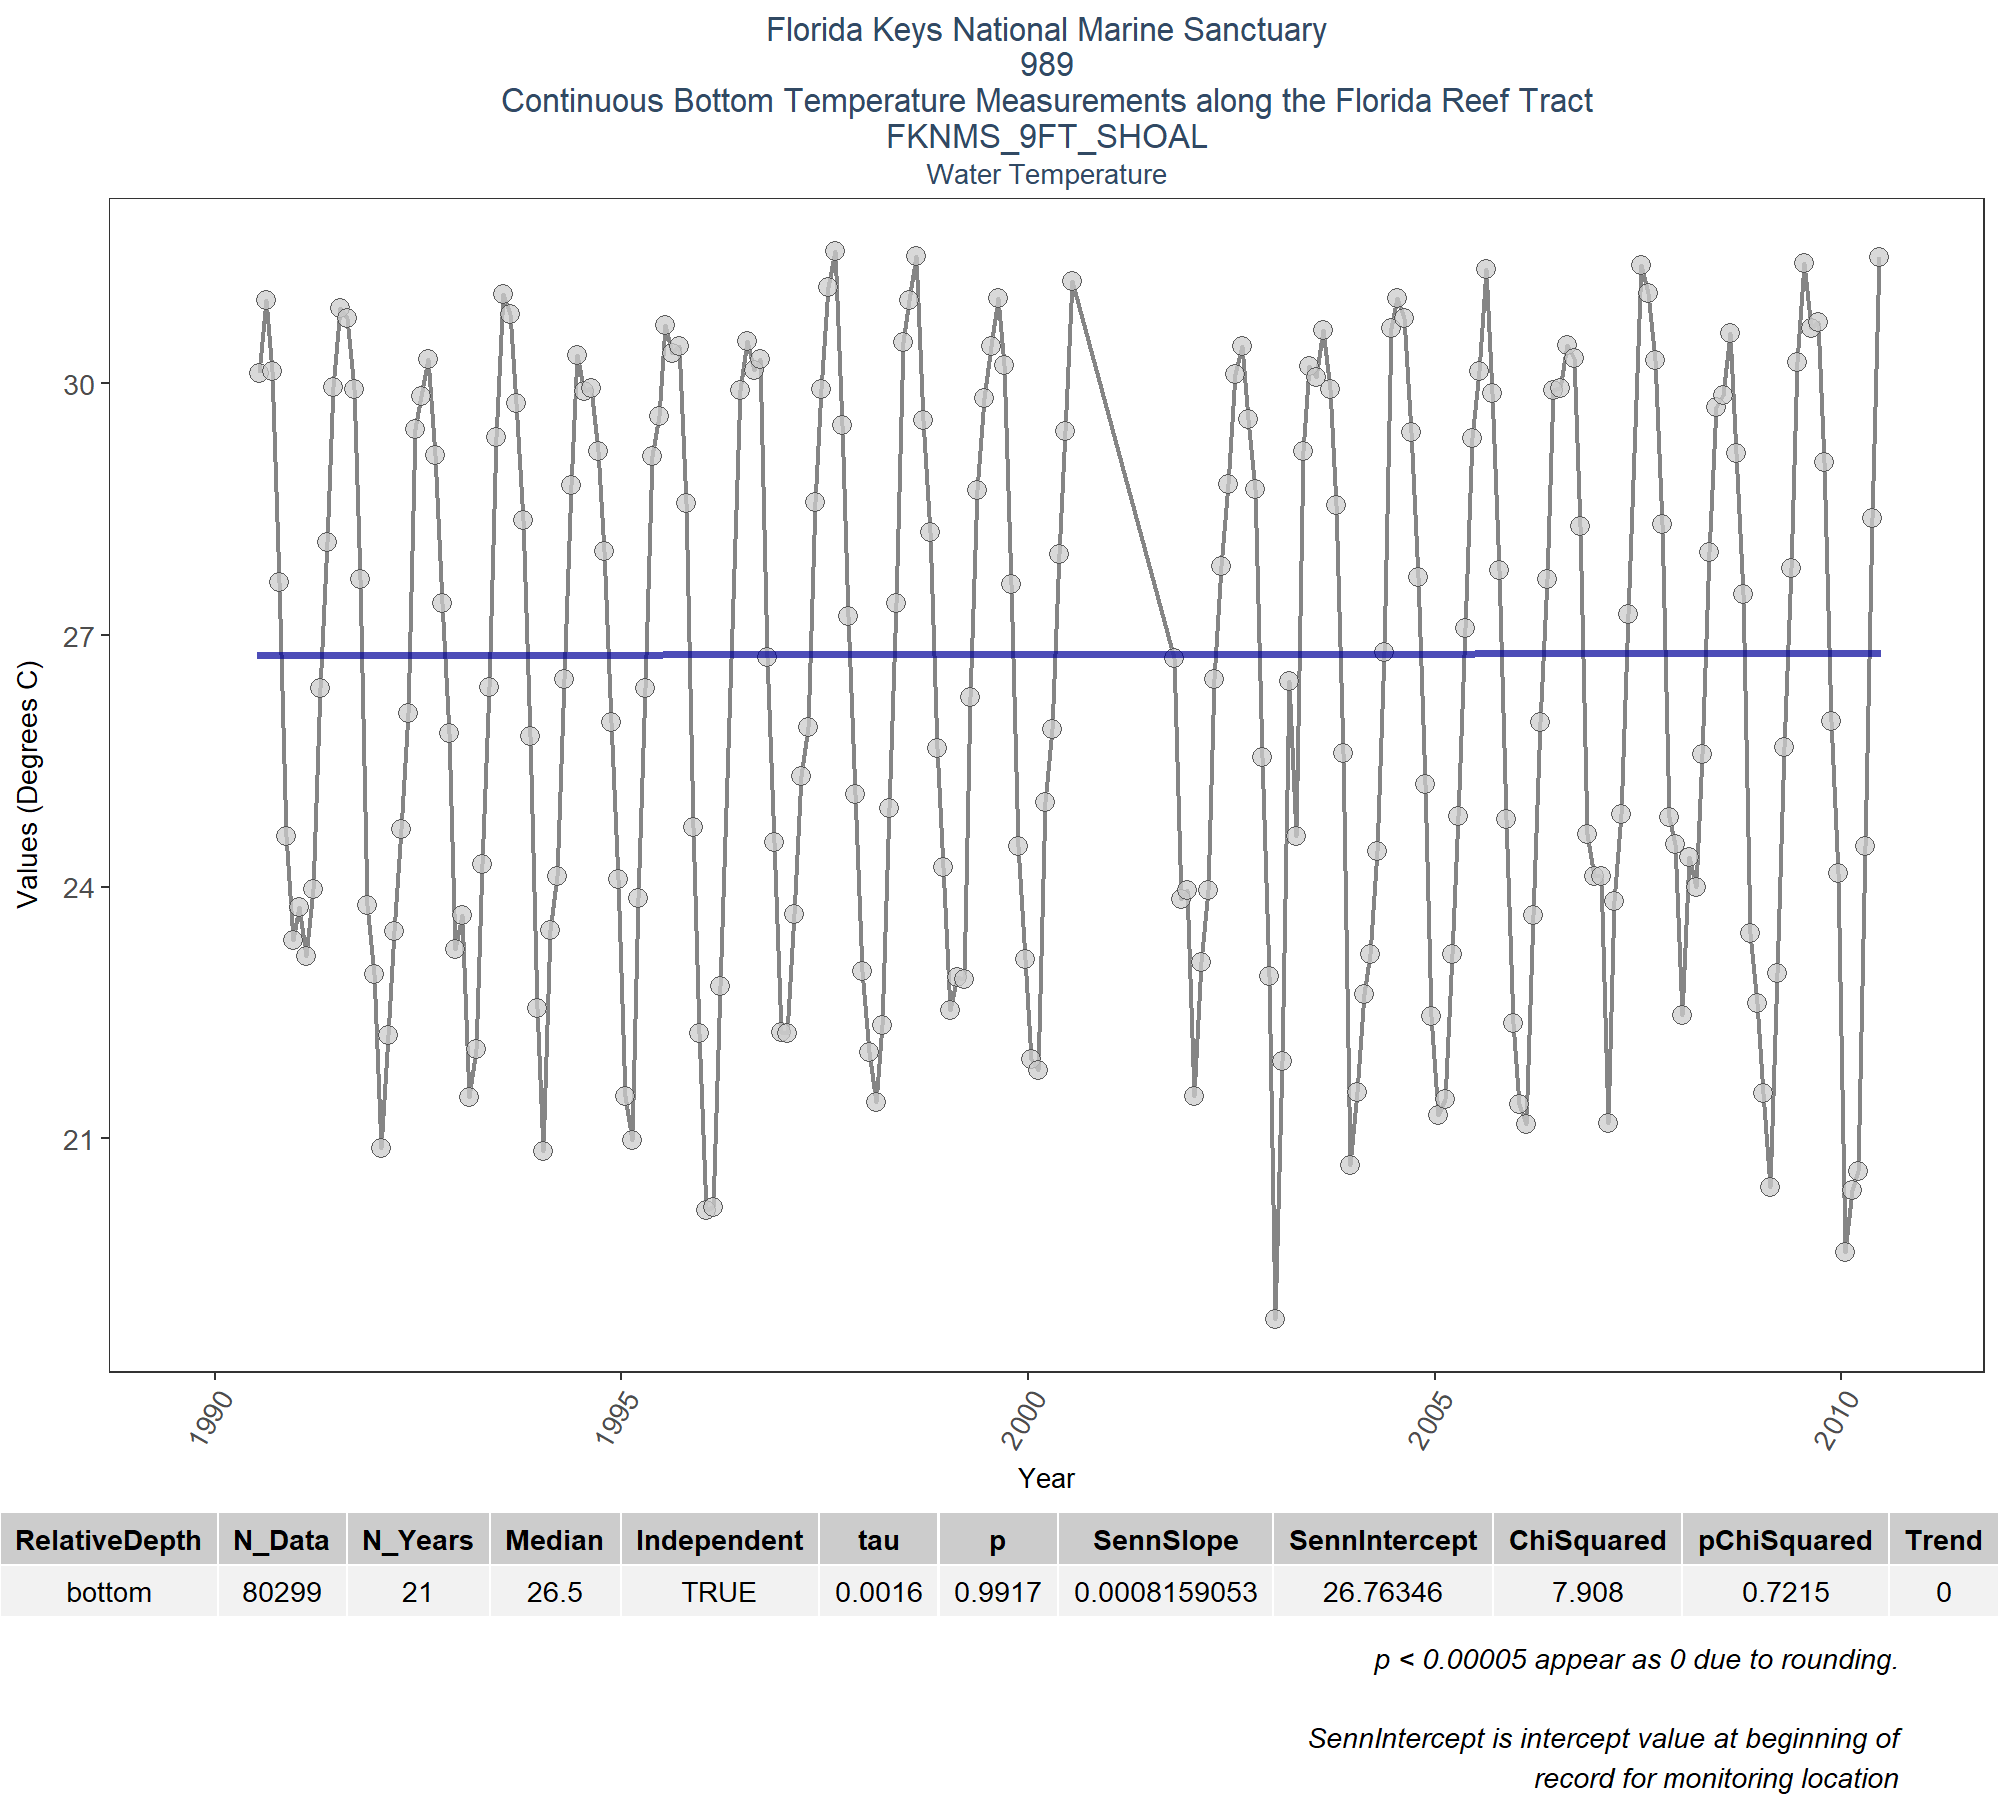 Florida Keys National Marine Sanctuary
989
Continuous Bottom Temperature Measurements along the Florida Reef Tract
FKNMS_9FT_SHOAL
Water Temperature
Values (Degrees C)
30
27
24
21
1990 1995 2000 2005 2010
Year
RelativeDepth N_Data N_Years Median Independent tau p SennSlope SennIntercept ChiSquared pChiSquared Trend
bottom 80299 21 26.5 TRUE 0.0016 0.9917 0.0008159053 26.76346 7.908 0.7215 0
p < 0.00005 appear as 0 due to rounding.
SennIntercept is intercept value at beginning of
record for monitoring location